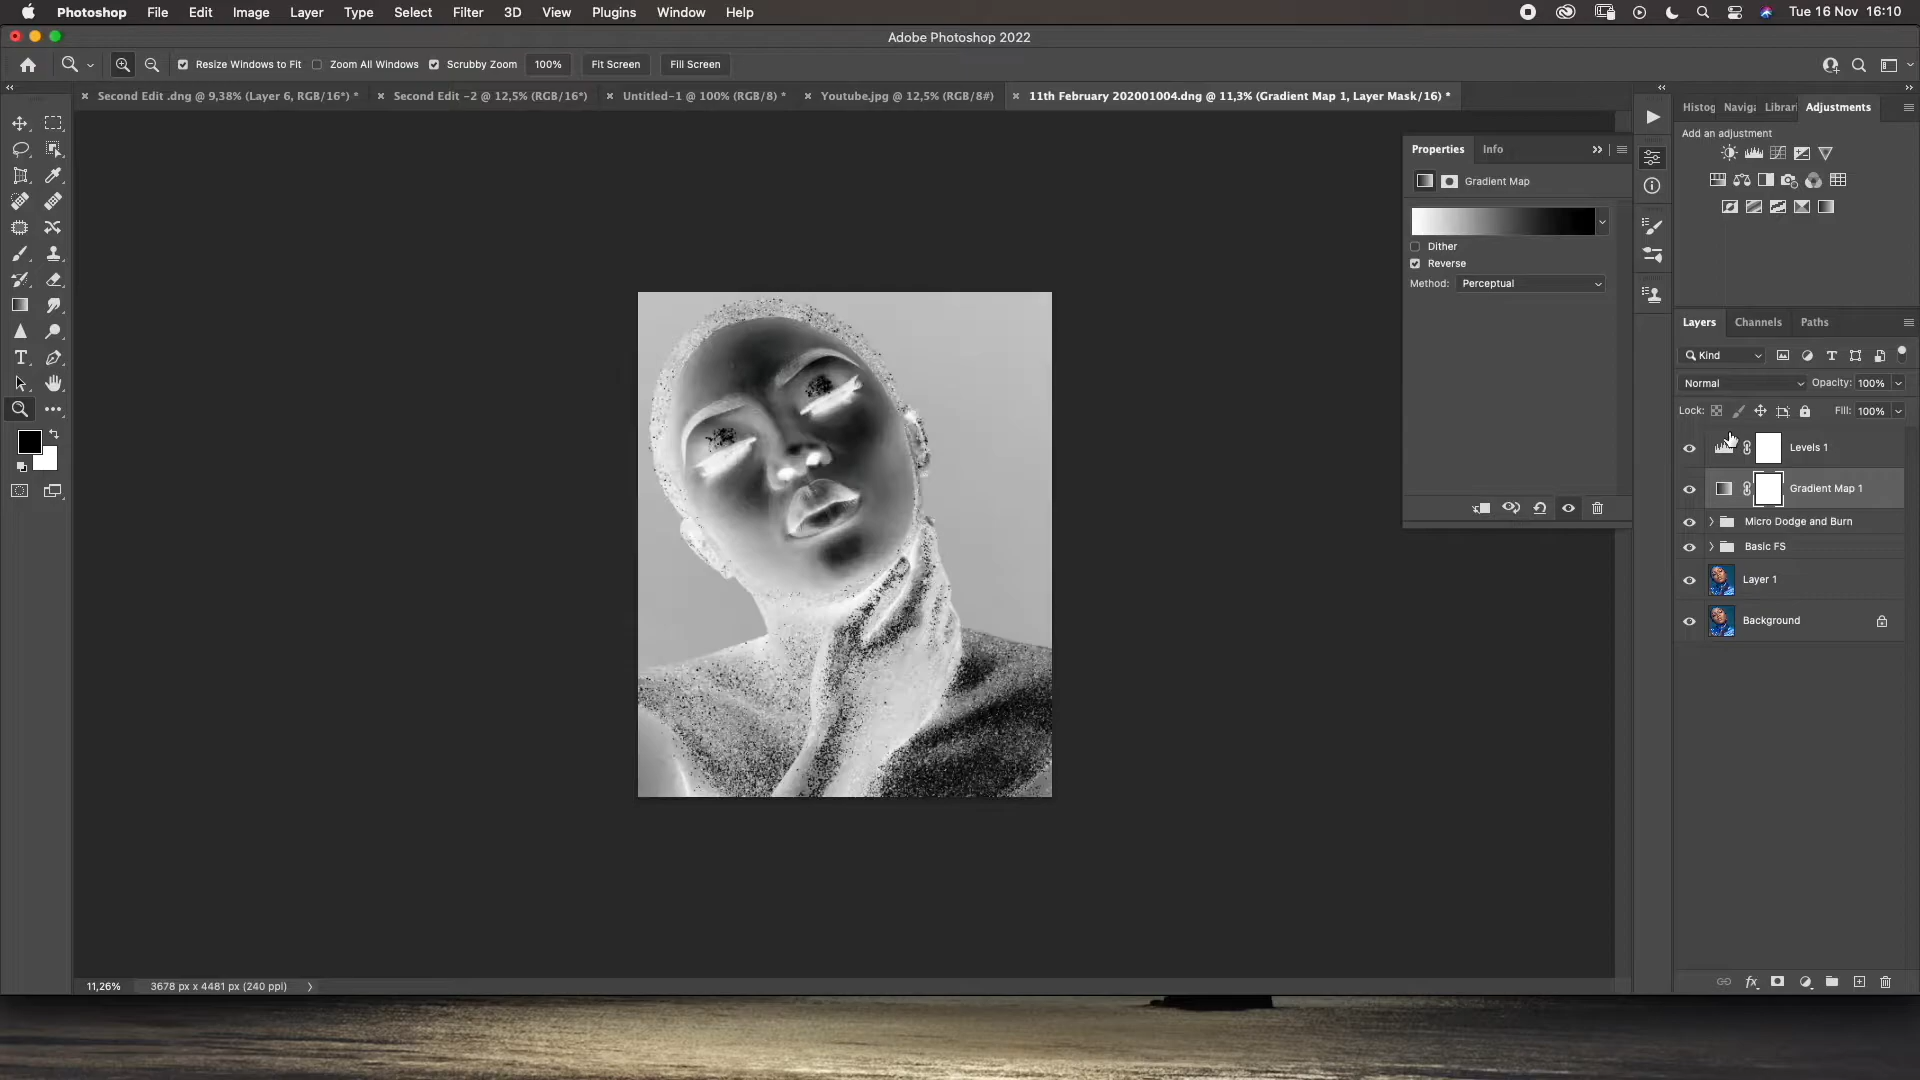 Photoshop File Edit Image Layer Type Select Filter 3D View Plugins Window Help Tue 16 Nov 16:10
Adobe Photoshop 2022
Resize Windows to Fit Zoom All Windows Scrubby Zoom 100% Fit Screen Fill Screen
Second Edit .dng @ 9,38% (Layer 6, RGB/16*) * Second Edit -2 @ 12,5% (RGB/16*) Untitled-1 @ 100% (RGB/8) * Youtube.jpg @ 12,5% (RGB/8#) 11th February 202001004.dng @ 11,3% (Gradient Map 1, Layer Mask/16) *
Histog Naviga Librari Adjustments
Add an adjustment
Properties Info
Gradient Map
Dither
Reverse
Method: Perceptual
Layers Channels Paths
Kind
Normal Opacity: 100%
Lock: Fill: 100%
Levels 1
Gradient Map 1
Micro Dodge and Burn
Basic FS
Layer 1
Background
11,26% 3678 px x 4481 px (240 ppi)